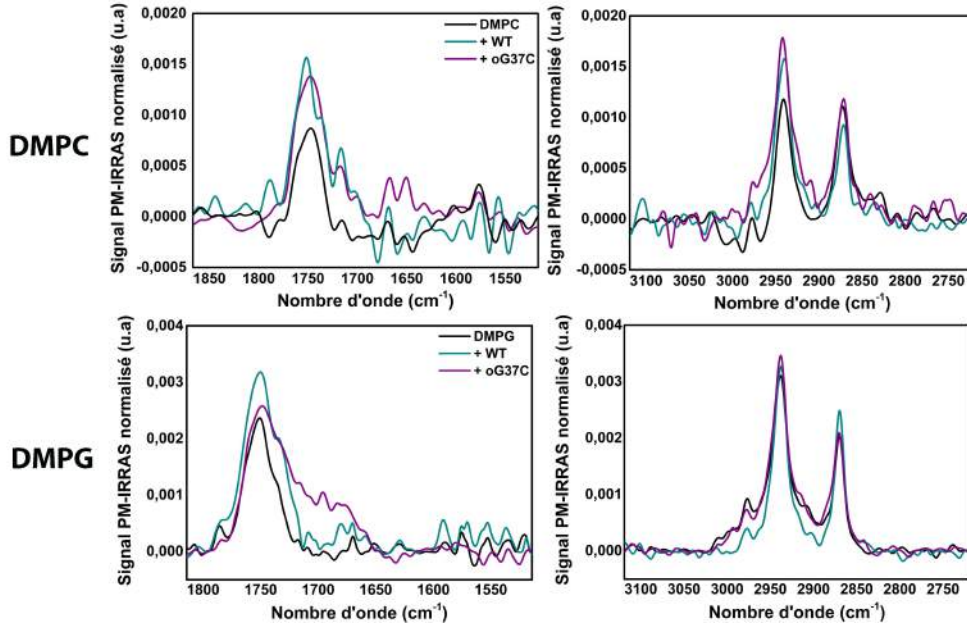 DMPC
Signal PM-IRRAS normalisé (u.a)
0,0020
0,0015
0,0010
0,0005
0,0000
-0,0005
DMPC
+ WT
+ oG37C
1850 1800 1750 1700 1650 1600 1550
Nombre d'onde (cm-1)
Signal PM-IRRAS normalisé (u.a)
0,0020
0,0015
0,0010
0,0005
0,0000
-0,0005
3100 3050 3000 2950 2900 2850 2800 2750
Nombre d'onde (cm-1)
DMPG
Signal PM-IRRAS normalisé (u.a)
0,004
0,003
0,002
0,001
0,000
DMPG
+ WT
+ oG37C
1800 1750 1700 1650 1600 1550
Nombre d'onde (cm-1)
Signal PM-IRRAS normalisé (u.a)
0,004
0,003
0,002
0,001
0,000
3100 3050 3000 2950 2900 2850 2800 2750
Nombre d'onde (cm-1)